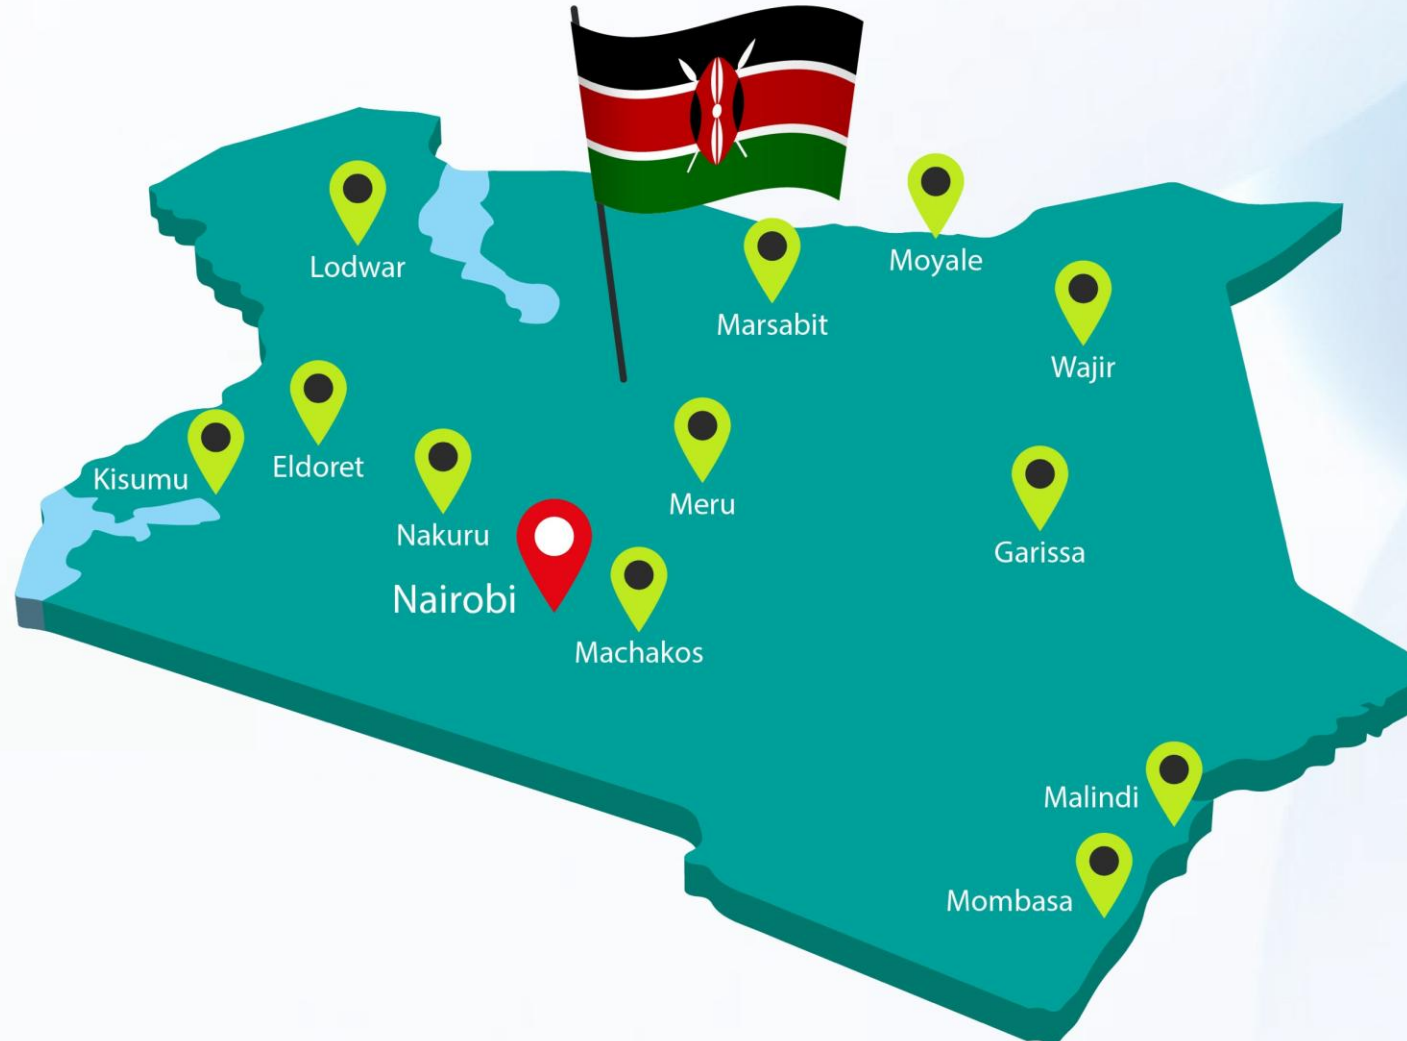 Moyale
Lodwar
Marsabit
Wajir
Eldoret
Kisumu
Meru
Nakuru
Garissa
Nairobi
Machakos
Malindi
Mombasa